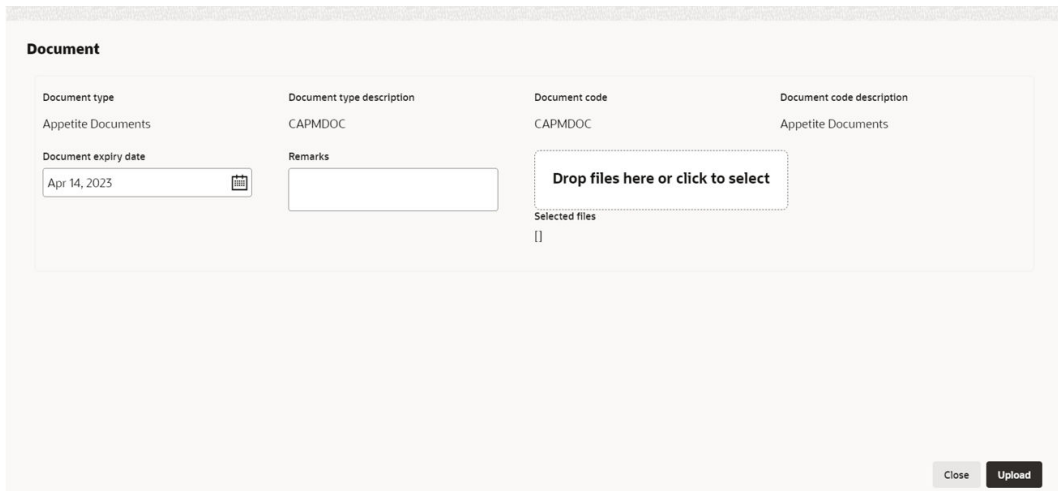 Document
Document type Document type description Document code Document code description
Appetite Documents CAPMDOC CAPMDOC Appetite Documents
Document expiry date Remarks
Apr 14, 2023 Drop files here or click to select
Selected files
[]
Close Upload